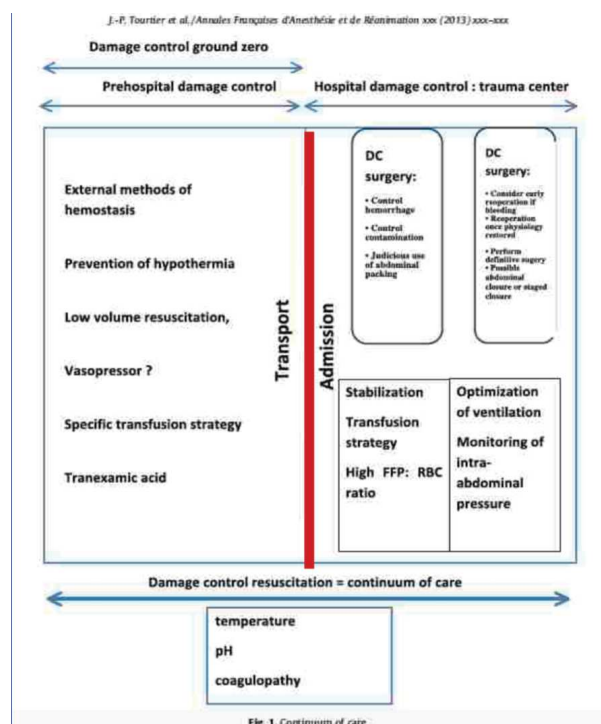 J.-P. Tourtier et al. / Annales Françaises d'Anesthésie et de Réanimation xxx (2013) xxx–xxx
Damage control ground zero
Prehospital damage control
Hospital damage control : trauma center
External methods of
hemostasis
Prevention of hypothermia
Low volume resuscitation,
Vasopressor ?
Specific transfusion strategy
Tranexamic acid
Transport
Admission
DC
surgery:
• Control
hemorrhage
• Control
contamination
• Judicious use
of abdominal
packing
DC
surgery:
• Consider early
reoperation if
bleeding
• Reoperation
once physiology
restored
• Perform
definitive sugery
• Possible
abdominal
closure or staged
closure
Stabilization
Transfusion
strategy
High FFP: RBC
ratio
Optimization
of ventilation
Monitoring of
intra-
abdominal
pressure
Damage control resuscitation = continuum of care
temperature
pH
coagulopathy
Fig. 1. Continuum of care